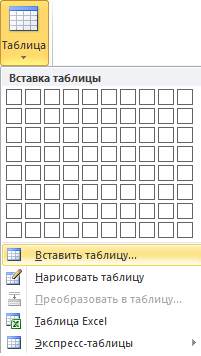 Таблица
Вставка таблицы
Вставить таблицу...
Нарисовать таблицу
Преобразовать в таблицу...
Таблица Excel
Экспресс-таблицы